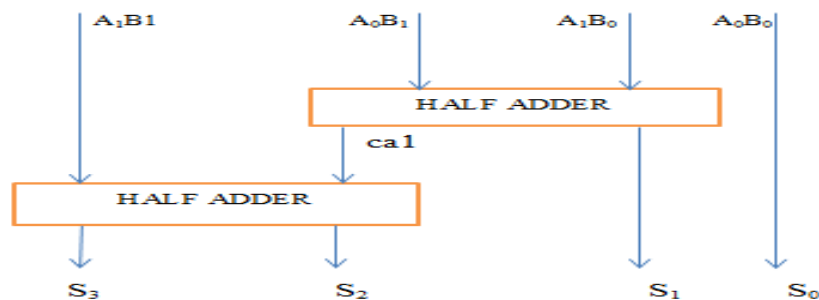 A₁B1 A₀B₁ A₁B₀ A₀B₀
HALF ADDER
ca1
HALF ADDER
S₃ S₂ S₁ S₀